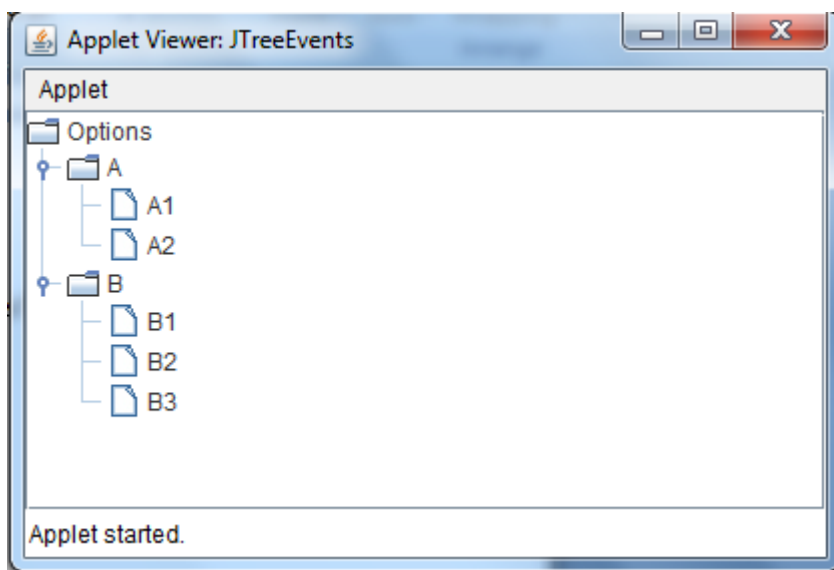 Applet Viewer: JTreeEvents
Applet
Options
A
A1
A2
B
B1
B2
B3
Applet started.